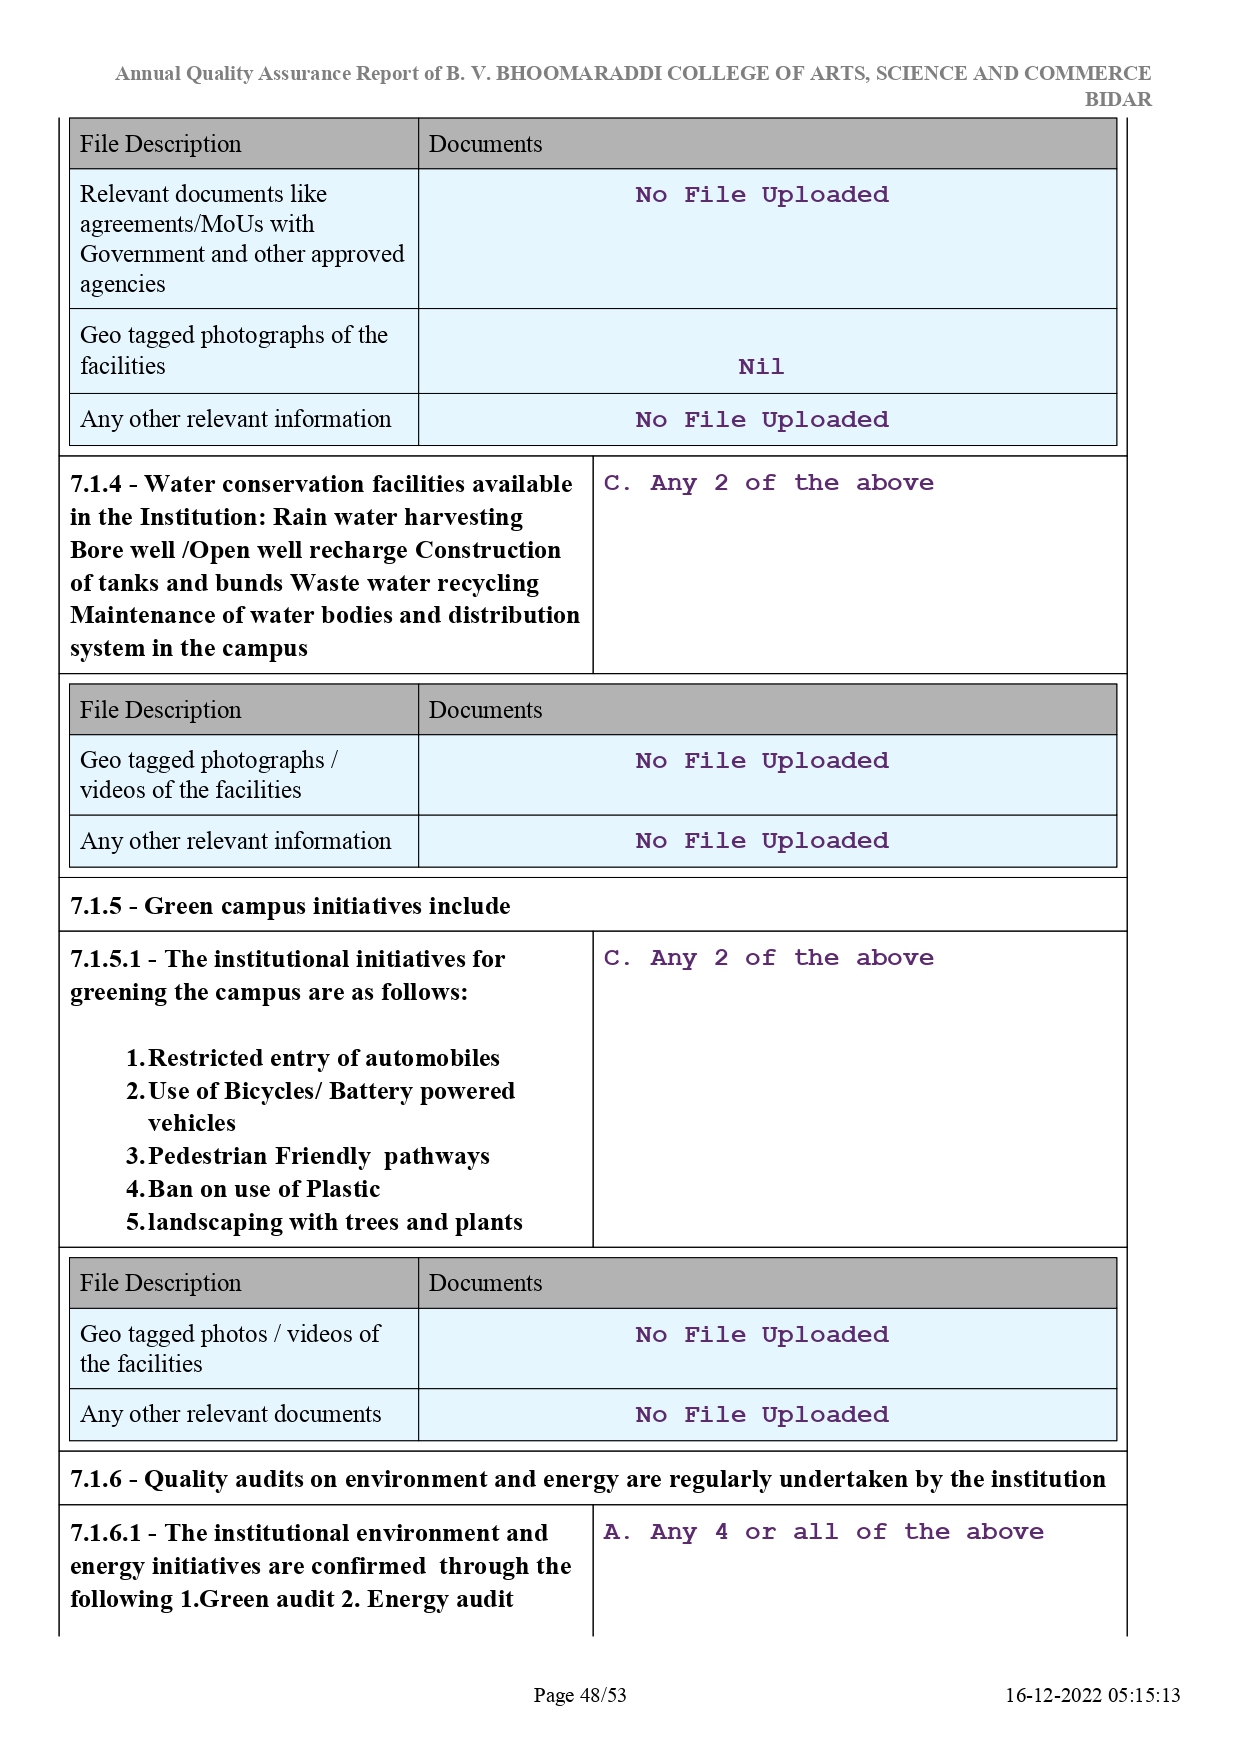 Annual Quality Assurance Report of B. V. BHOOMARADDI COLLEGE OF ARTS, SCIENCE AND COMMERCE
BIDAR
File Description
Documents
Relevant documents like
agreements/MoUs with
Government and other approved
agencies
No File Uploaded
Geo tagged photographs of the
facilities
Nil
Any other relevant information
No File Uploaded
7.1.4 - Water conservation facilities available
in the Institution: Rain water harvesting
Bore well /Open well recharge Construction
of tanks and bunds Waste water recycling
Maintenance of water bodies and distribution
system in the campus
C. Any 2 of the above
File Description
Documents
Geo tagged photographs /
videos of the facilities
No File Uploaded
Any other relevant information
No File Uploaded
7.1.5 - Green campus initiatives include
7.1.5.1 - The institutional initiatives for
greening the campus are as follows:
C. Any 2 of the above
1.Restricted entry of automobiles
2.Use of Bicycles/ Battery powered
vehicles
3.Pedestrian Friendly  pathways
4.Ban on use of Plastic
5.landscaping with trees and plants
File Description
Documents
Geo tagged photos / videos of
the facilities
No File Uploaded
Any other relevant documents
No File Uploaded
7.1.6 - Quality audits on environment and energy are regularly undertaken by the institution
7.1.6.1 - The institutional environment and
energy initiatives are confirmed  through the
following 1.Green audit 2. Energy audit
A. Any 4 or all of the above
Page 48/53
16-12-2022 05:15:13